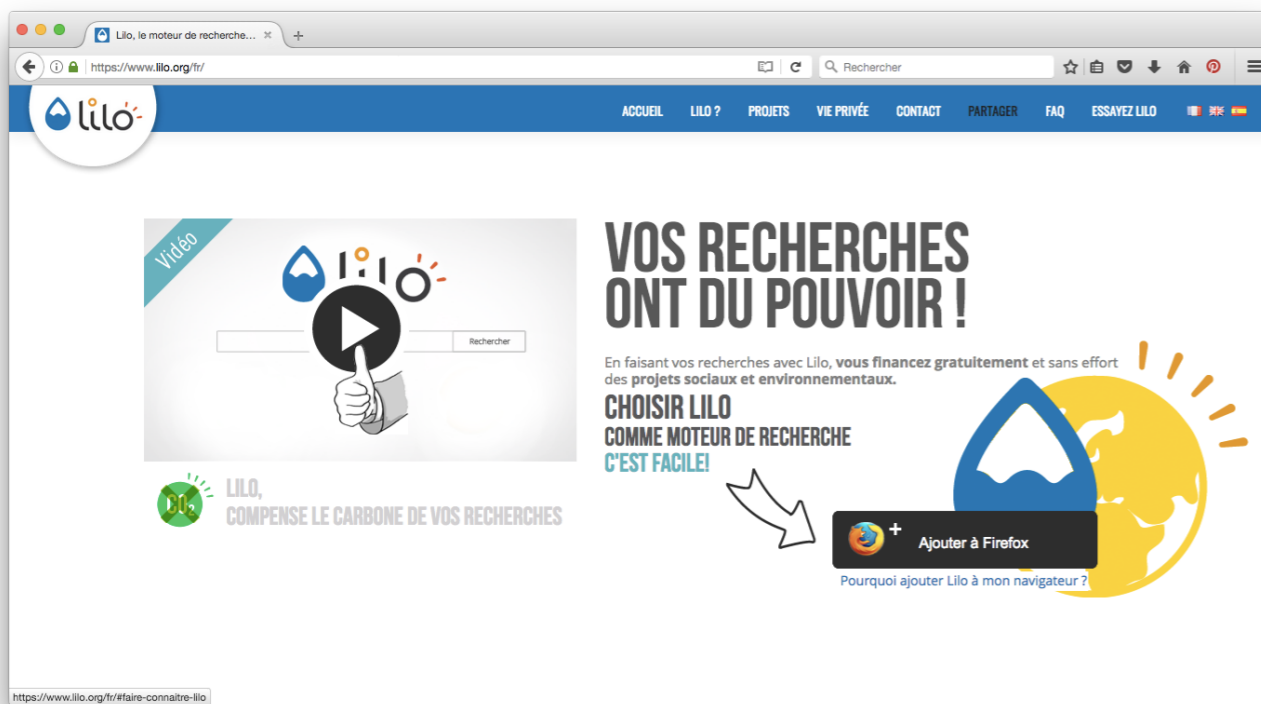 Lilo, le moteur de recherche…
https://www.lilo.org/fr/
Rechercher
lilo
ACCUEIL
LILO ?
PROJETS
VIE PRIVÉE
CONTACT
PARTAGER
FAQ
ESSAYEZ LILO
Vidéo
lilo
Rechercher
CO2
LILO,
COMPENSE LE CARBONE DE VOS RECHERCHES
VOS RECHERCHES
ONT DU POUVOIR !
En faisant vos recherches avec Lilo, vous financez gratuitement et sans effort
des projets sociaux et environnementaux.
CHOISIR LILO
COMME MOTEUR DE RECHERCHE
C'EST FACILE!
Ajouter à Firefox
Pourquoi ajouter Lilo à mon navigateur ?
https://www.lilo.org/fr/#faire-connaitre-lilo